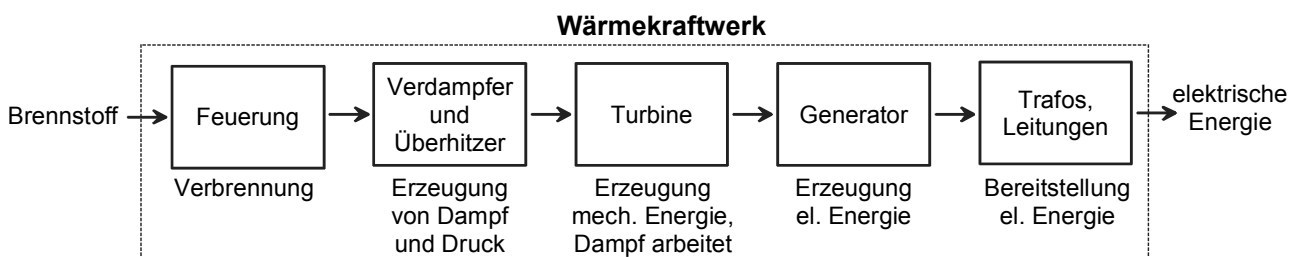 Wärmekraftwerk
Brennstoff
Feuerung
Verbrennung
Verdampfer
und
Überhitzer
Erzeugung
von Dampf
und Druck
Turbine
Erzeugung
mech. Energie,
Dampf arbeitet
Generator
Erzeugung
el. Energie
Trafos,
Leitungen
Bereitstellung
el. Energie
elektrische
Energie